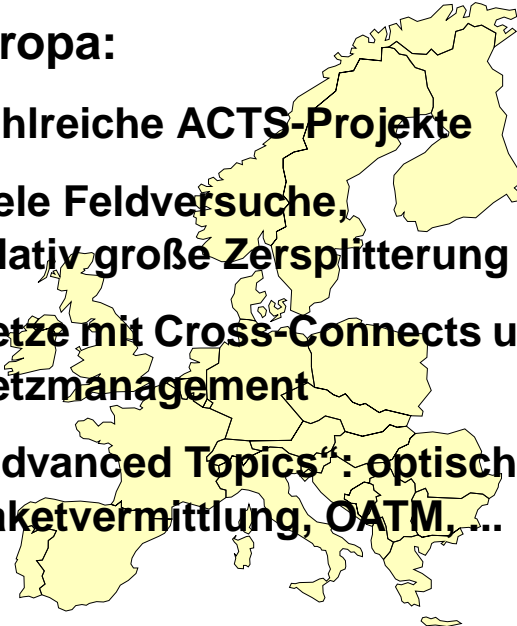 ropa:
hlreiche ACTS-Projekte
ele Feldversuche,
lativ große Zersplitterung
etze mit Cross-Connects u
etzmanagement
dvanced Topics“: optisch
aketvermittlung, OATM, ...